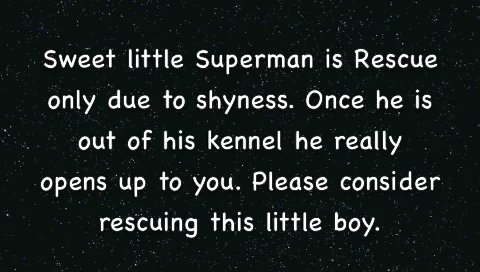 Sweet little Superman is Rescue
only due to shyness. Once he is
out of his kennel he really
opens up to you. Please consider
rescuing this little boy.